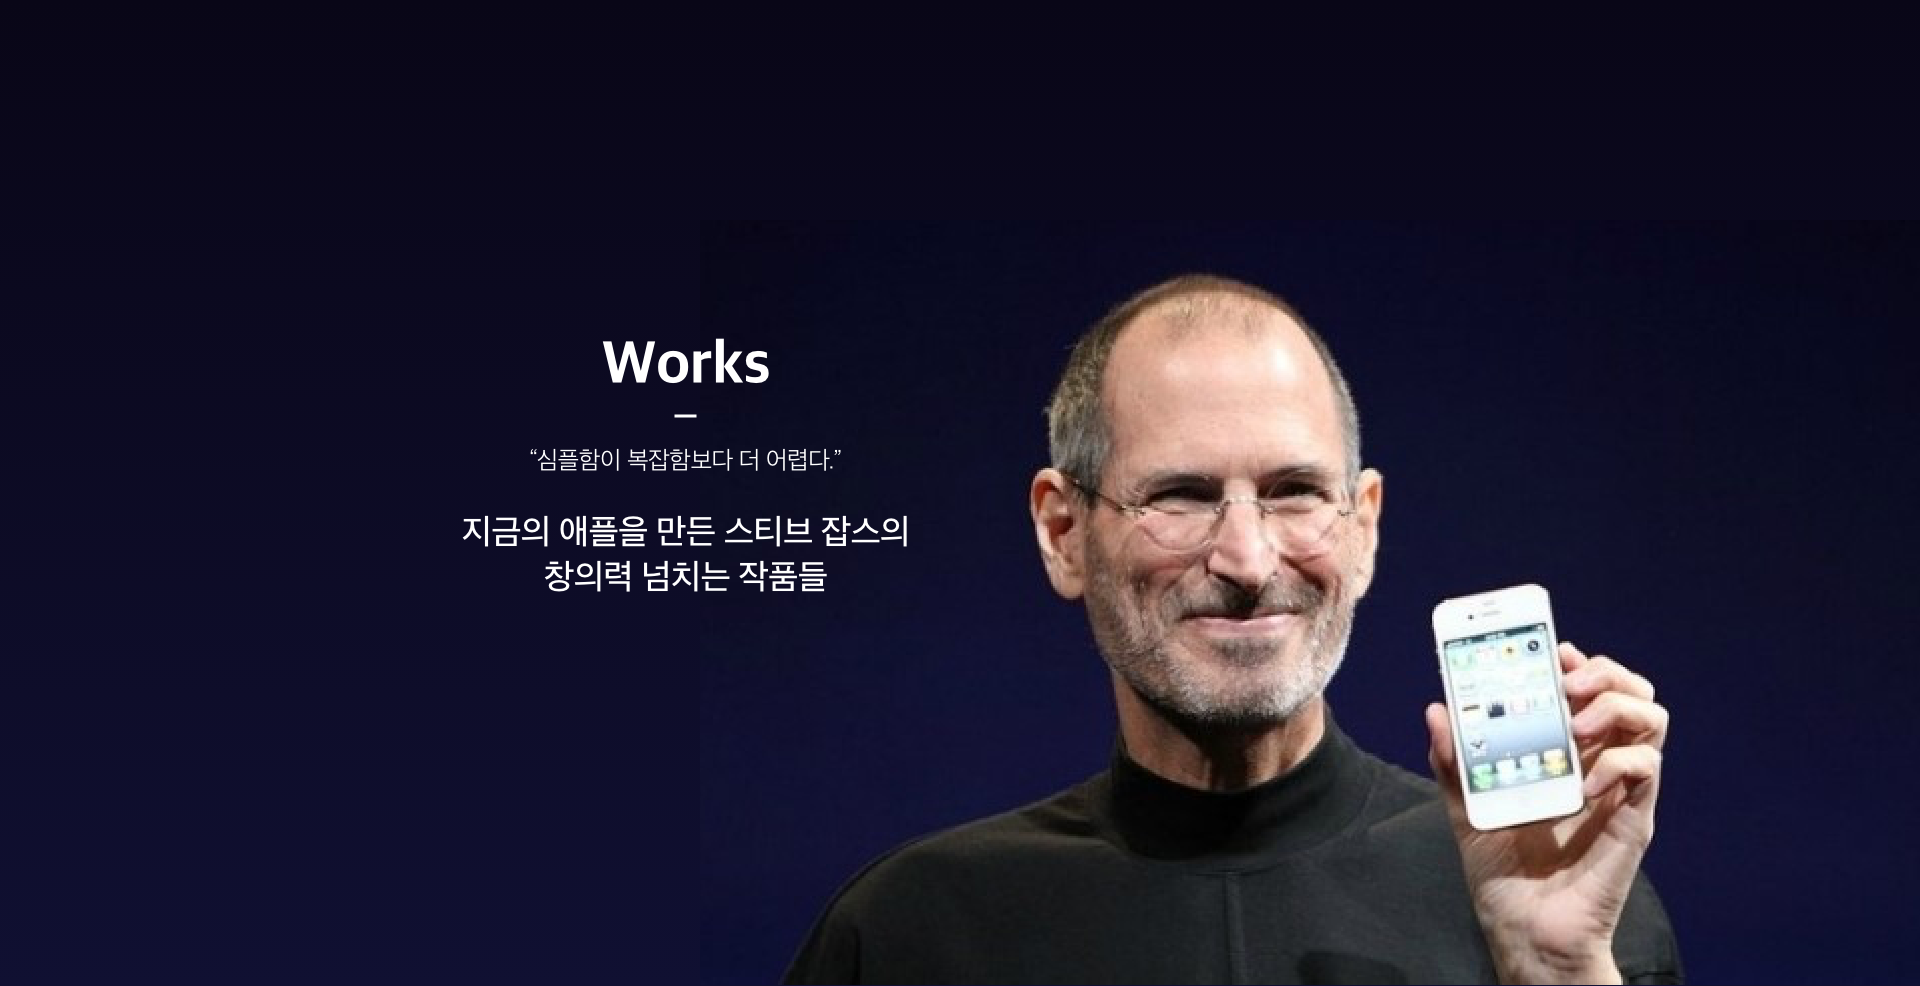 Works
“심플함이 복잡함보다 더 어렵다.”
지금의 애플을 만든 스티브 잡스의
창의력 넘치는 작품들